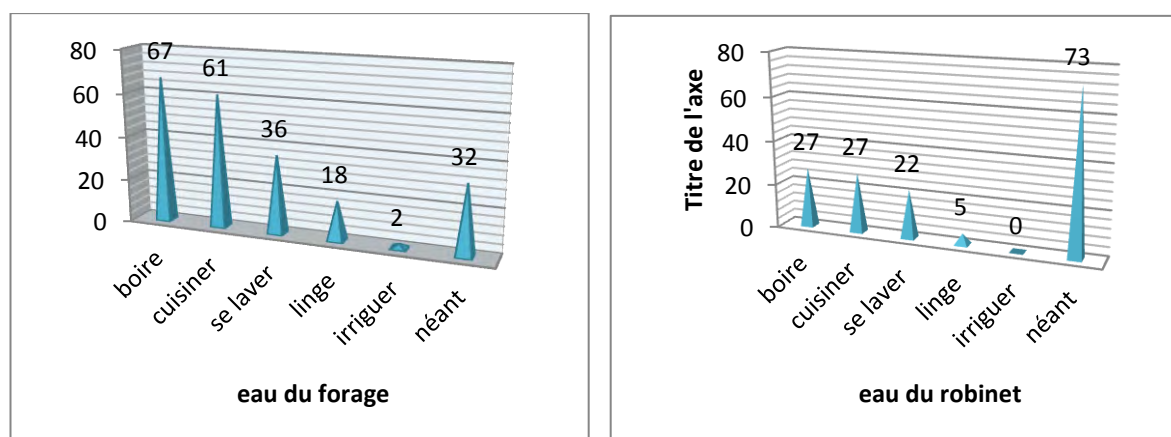 80
60
40
20
0
67
61
36
18
2
32
boire
cuisiner
se laver
linge
irriguer
néant
eau du forage
Titre de l'axe
80
60
40
20
0
27
27
22
5
0
73
boire
cuisiner
se laver
linge
irriguer
néant
eau du robinet